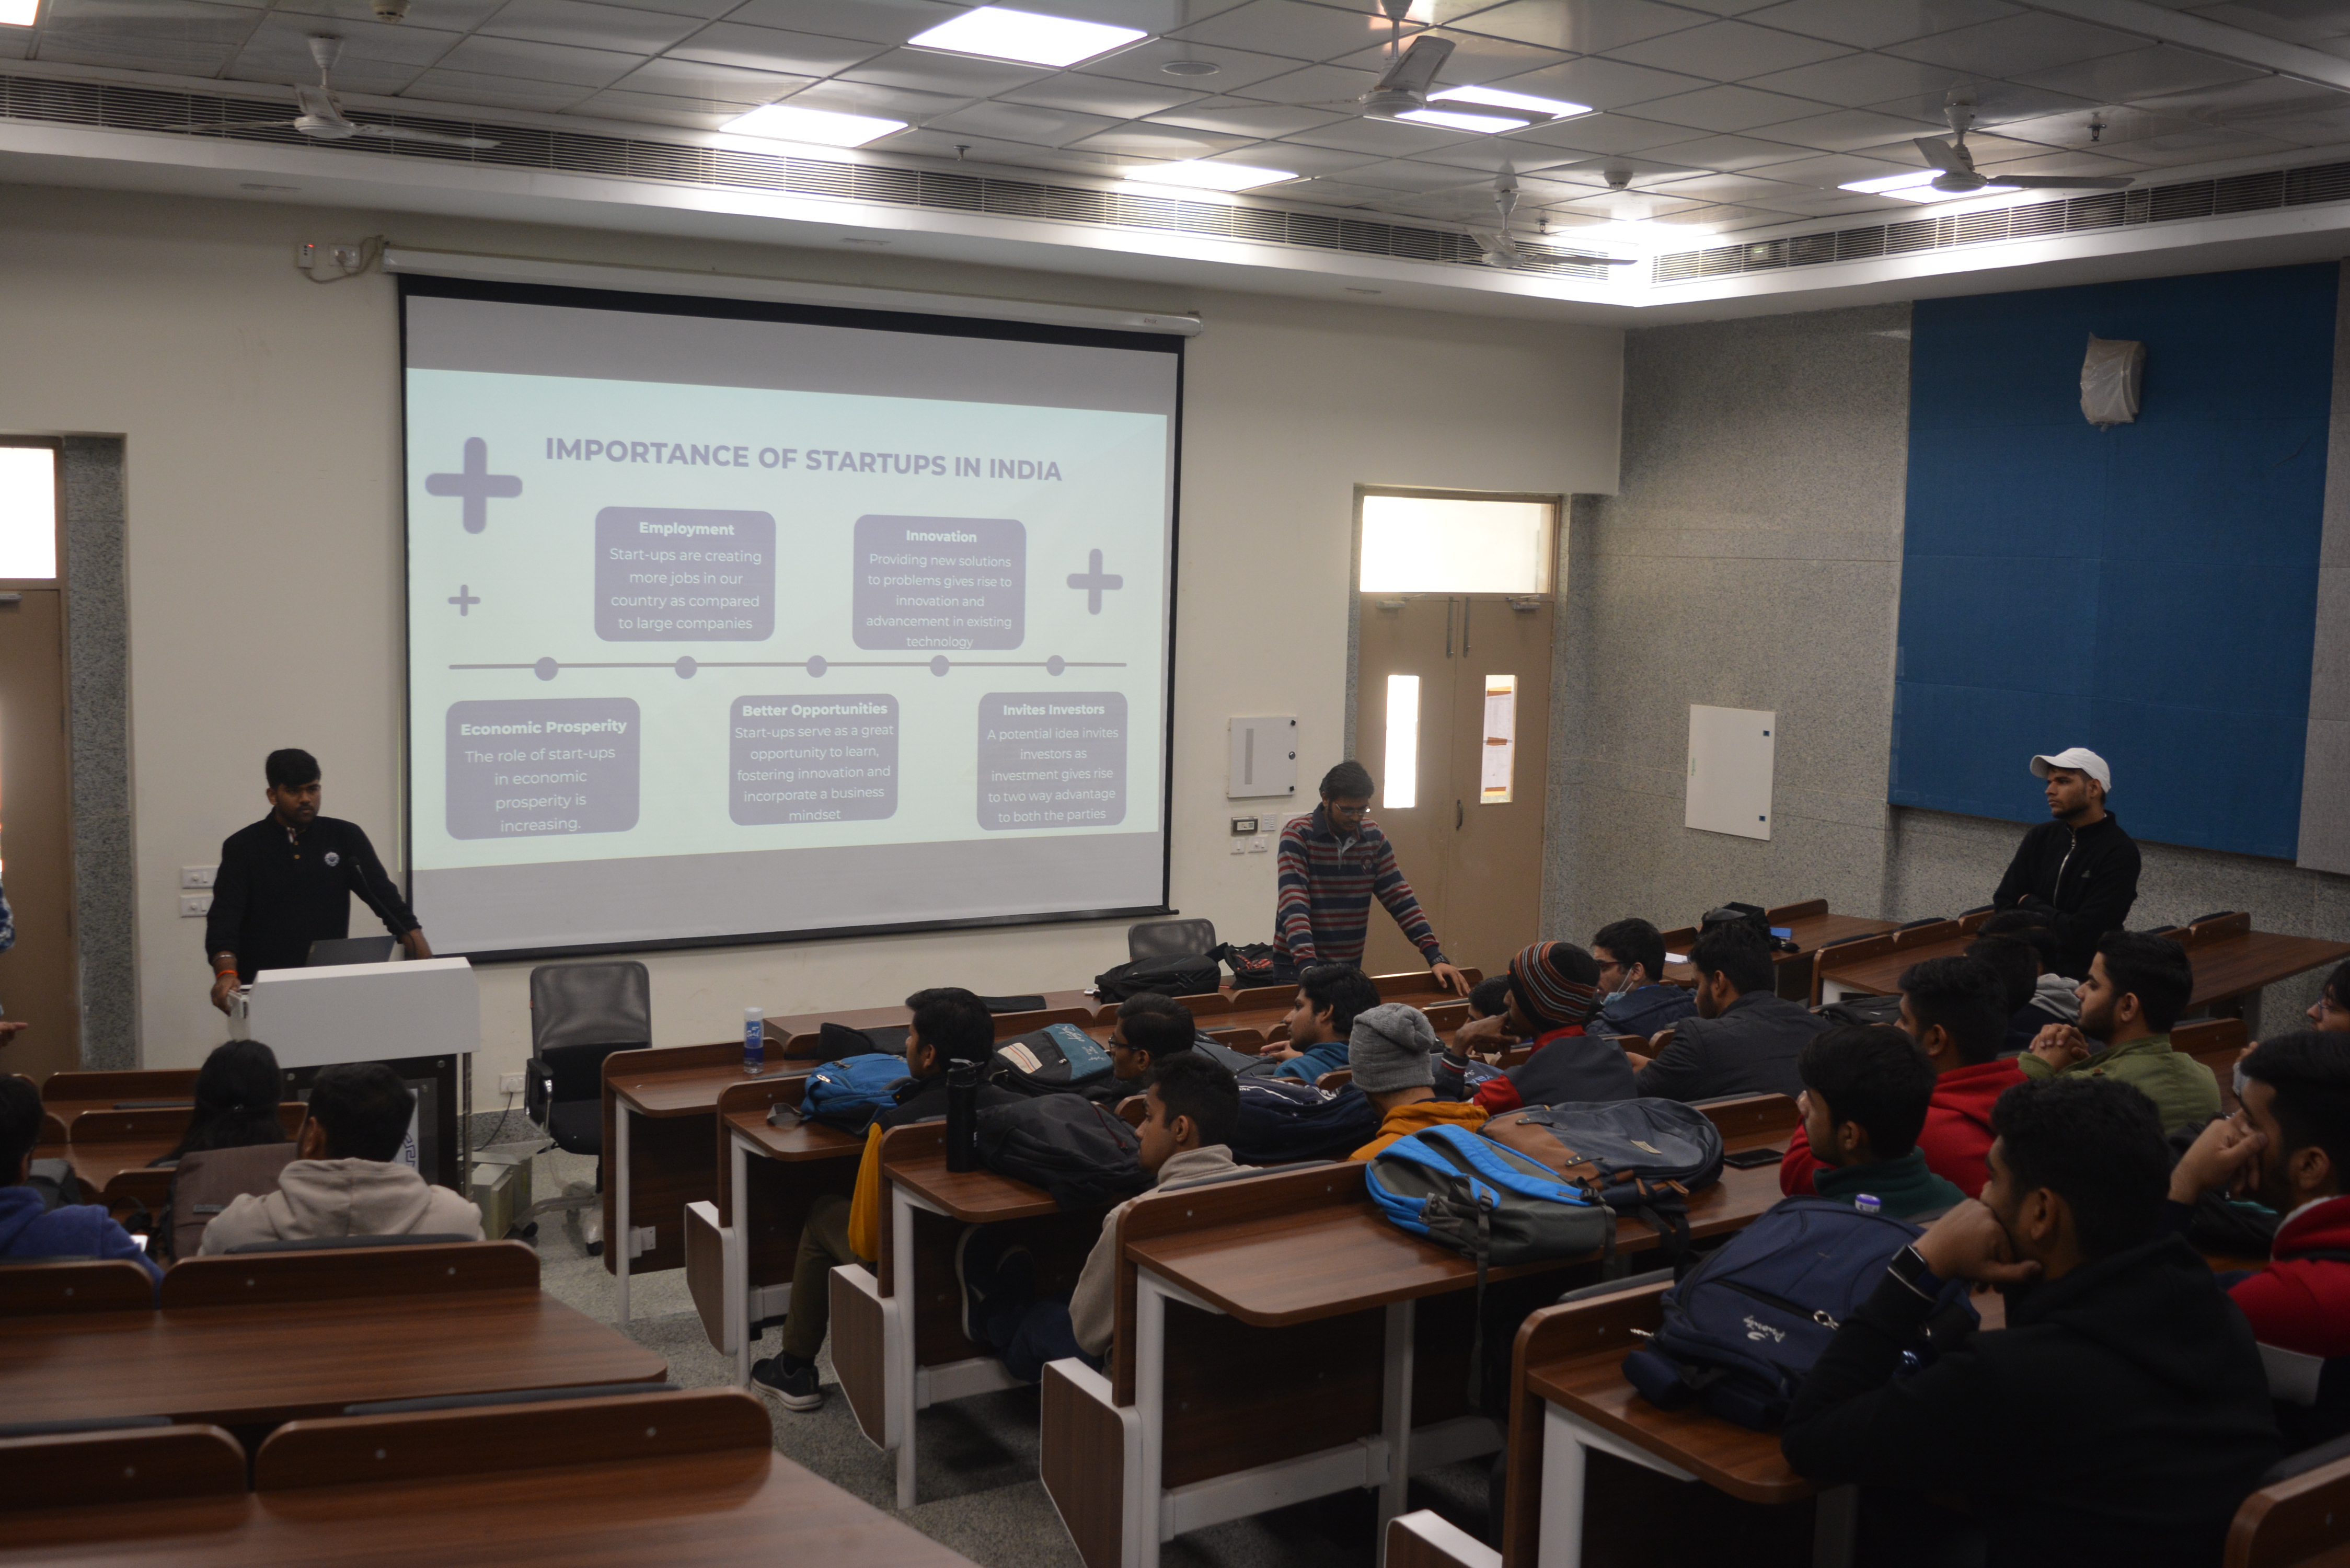 IMPORTANCE OF STARTUPS IN INDIA
Employment
Start-ups are creating
more jobs in our
country as compared
to large companies
Innovation
Providing new solutions
to problems gives rise to
innovation and
advancement in existing
technology
Economic Prosperity
The role of start-ups
in economic
prosperity is
increasing.
Better Opportunities
Start-ups serve as a great
opportunity to learn,
fostering innovation and
incorporate a business
mindset
Invites Investors
A potential idea invites
investors as
investment gives rise
to two way advantage
to both the parties
Priority